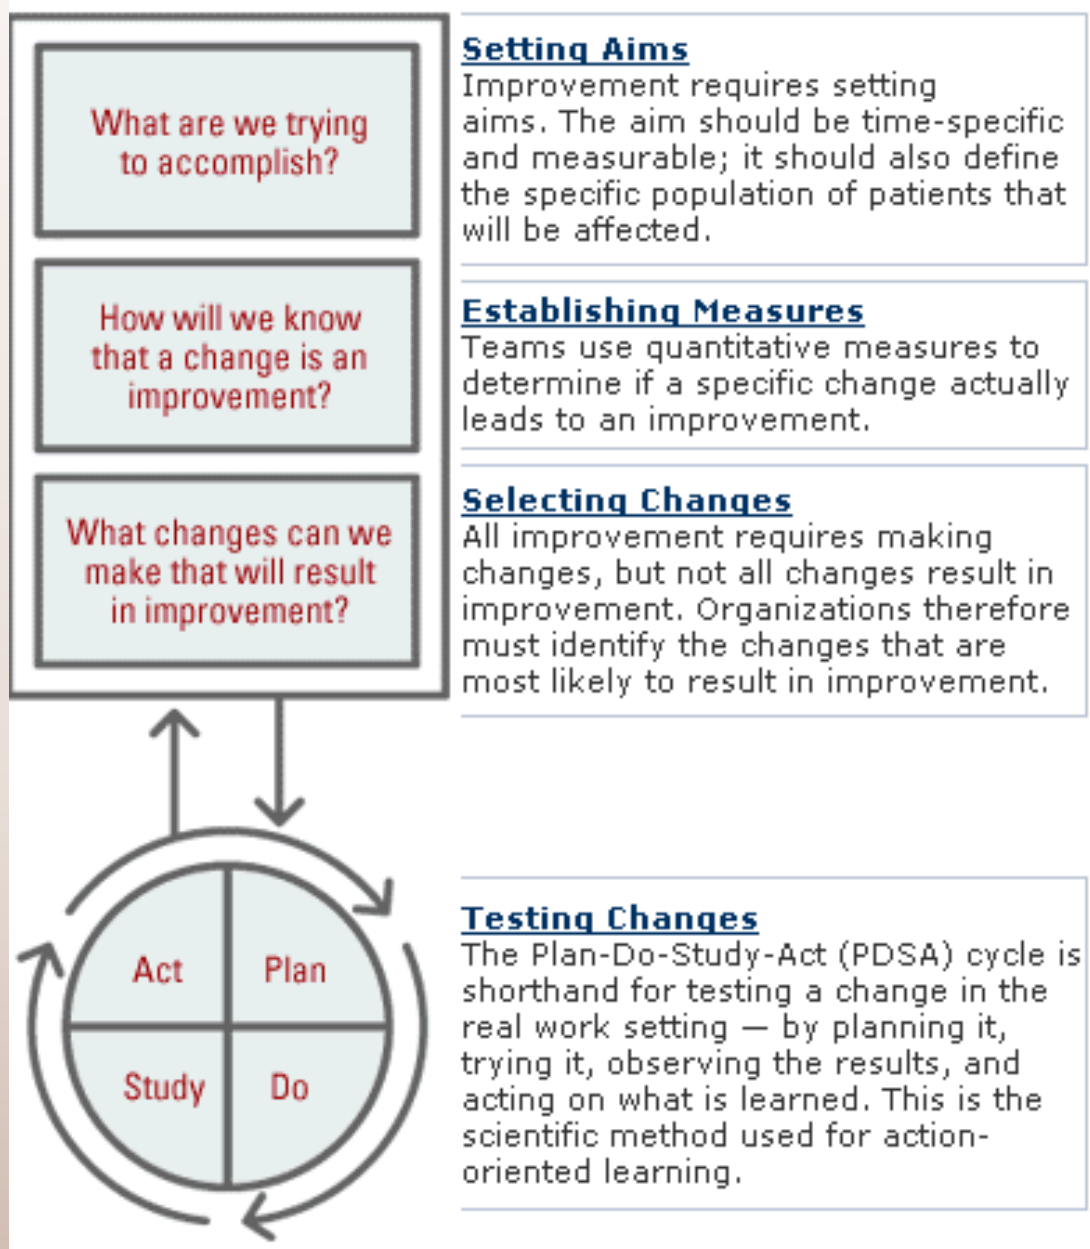 What are we trying
to accomplish?
Setting Aims
Improvement requires setting
aims. The aim should be time-specific
and measurable; it should also define
the specific population of patients that
will be affected.
How will we know
that a change is an
improvement?
Establishing Measures
Teams use quantitative measures to
determine if a specific change actually
leads to an improvement.
What changes can we
make that will result
in improvement?
Selecting Changes
All improvement requires making
changes, but not all changes result in
improvement. Organizations therefore
must identify the changes that are
most likely to result in improvement.
Act
Plan
Study
Do
Testing Changes
The Plan-Do-Study-Act (PDSA) cycle is
shorthand for testing a change in the
real work setting — by planning it,
trying it, observing the results, and
acting on what is learned. This is the
scientific method used for action-
oriented learning.